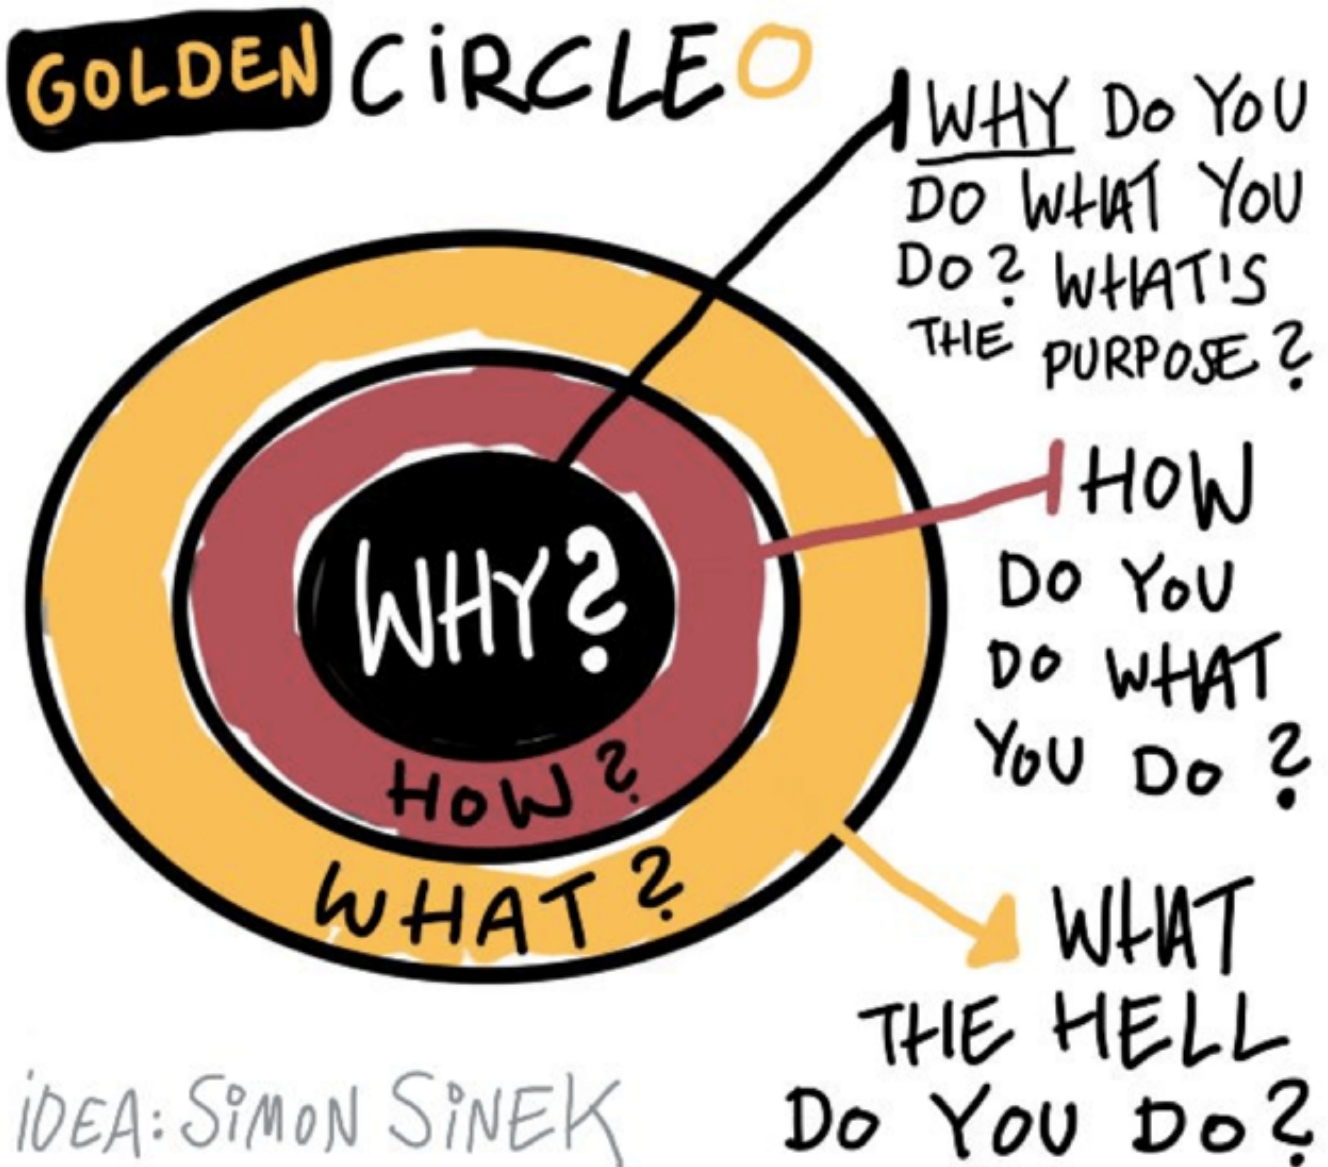 GOLDEN CiRCLE
WHY Do YoU
DO WHAT YOU
Do? WHAT'S
THE PURPOSE?
HOW
DO YoU
Do WHAT
YoU Do?
WHY?
HoW?
WHAT?
WHAT
THE HELL
Do YoU Do?
iDEA: SiMoN SiNEK